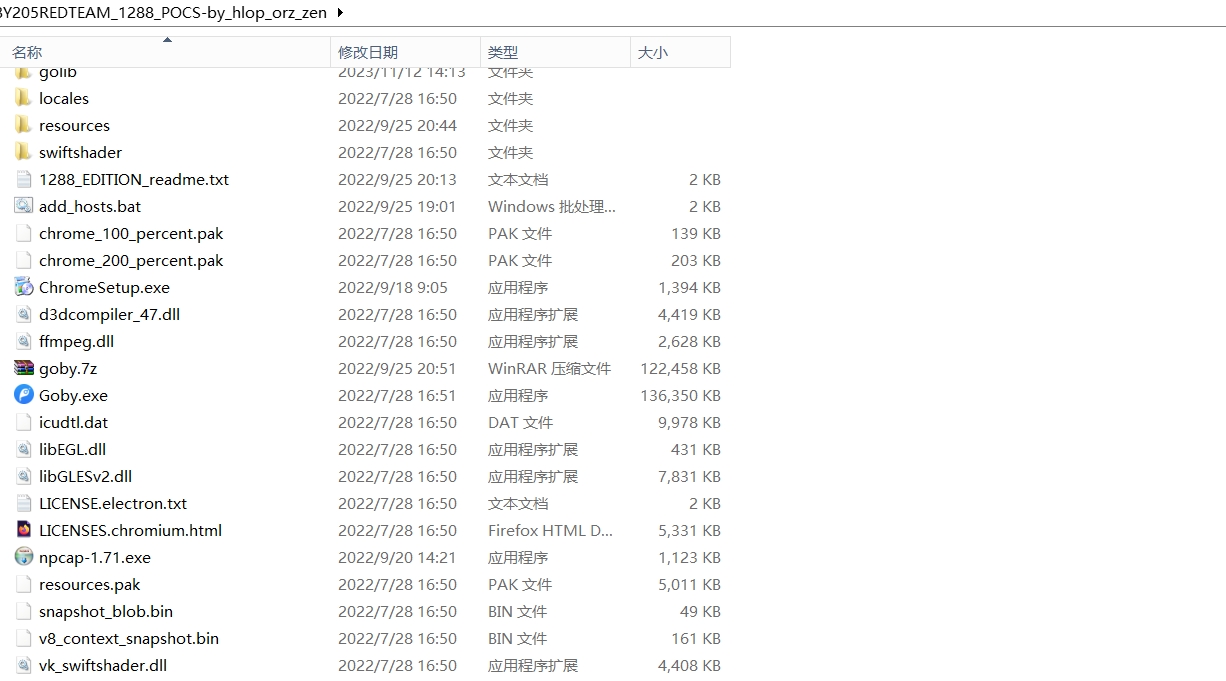 BY205REDTEAM_1288_POCS-by_hlop_orz_zen
名称 修改日期 类型 大小
golib 2023/11/12 14:13 文件夹
locales 2022/7/28 16:50 文件夹
resources 2022/9/25 20:44 文件夹
swiftshader 2022/7/28 16:50 文件夹
1288_EDITION_readme.txt 2022/9/25 20:13 文本文档 2 KB
add_hosts.bat 2022/9/25 19:01 Windows 批处理... 2 KB
chrome_100_percent.pak 2022/7/28 16:50 PAK 文件 139 KB
chrome_200_percent.pak 2022/7/28 16:50 PAK 文件 203 KB
ChromeSetup.exe 2022/9/18 9:05 应用程序 1,394 KB
d3dcompiler_47.dll 2022/7/28 16:50 应用程序扩展 4,419 KB
ffmpeg.dll 2022/7/28 16:50 应用程序扩展 2,628 KB
goby.7z 2022/9/25 20:51 WinRAR 压缩文件 122,458 KB
Goby.exe 2022/7/28 16:51 应用程序 136,350 KB
icudtl.dat 2022/7/28 16:50 DAT 文件 9,978 KB
libEGL.dll 2022/7/28 16:50 应用程序扩展 431 KB
libGLESv2.dll 2022/7/28 16:50 应用程序扩展 7,831 KB
LICENSE.electron.txt 2022/7/28 16:50 文本文档 2 KB
LICENSES.chromium.html 2022/7/28 16:50 Firefox HTML D... 5,331 KB
npcap-1.71.exe 2022/9/20 14:21 应用程序 1,123 KB
resources.pak 2022/7/28 16:50 PAK 文件 5,011 KB
snapshot_blob.bin 2022/7/28 16:50 BIN 文件 49 KB
v8_context_snapshot.bin 2022/7/28 16:50 BIN 文件 161 KB
vk_swiftshader.dll 2022/7/28 16:50 应用程序扩展 4,408 KB